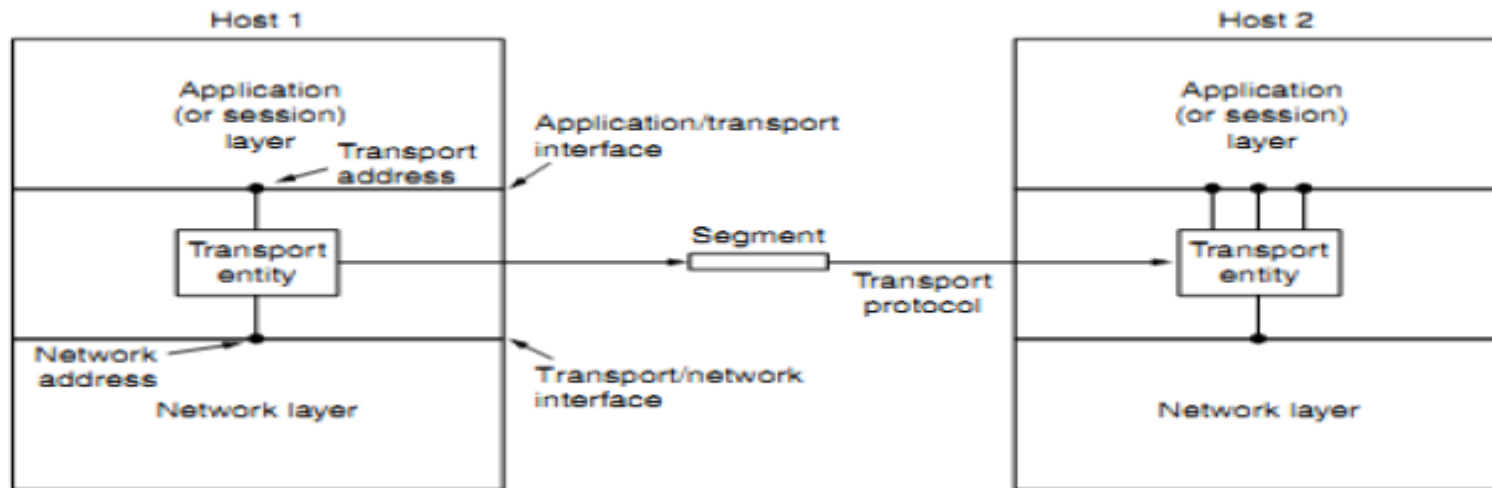 Host 1
Application
(or session)
layer
Transport
address
Application/transport
interface
Transport
entity
Network
address
Transport/network
interface
Network layer
Segment
Transport
protocol
Host 2
Application
(or session)
layer
Transport
entity
Network layer